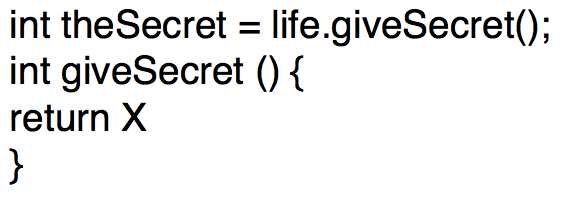 int theSecret = life.giveSecret();
int giveSecret () {
return X
}